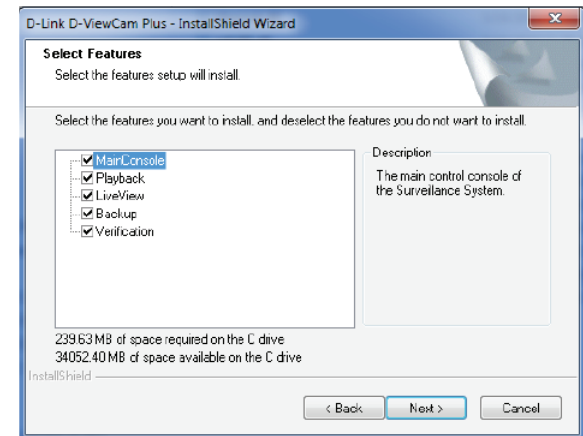 D-Link D-ViewCam Plus - InstallShield Wizard
Select Features
Select the features setup will install.
Select the features you want to install, and deselect the features you do not want to install.
MainConsole
Playback
LiveView
Backup
Verification
Description
The main control console of
the Surveillance System.
239.63 MB of space required on the C drive
34052.40 MB of space available on the C drive
InstallShield
< Back
Next >
Cancel